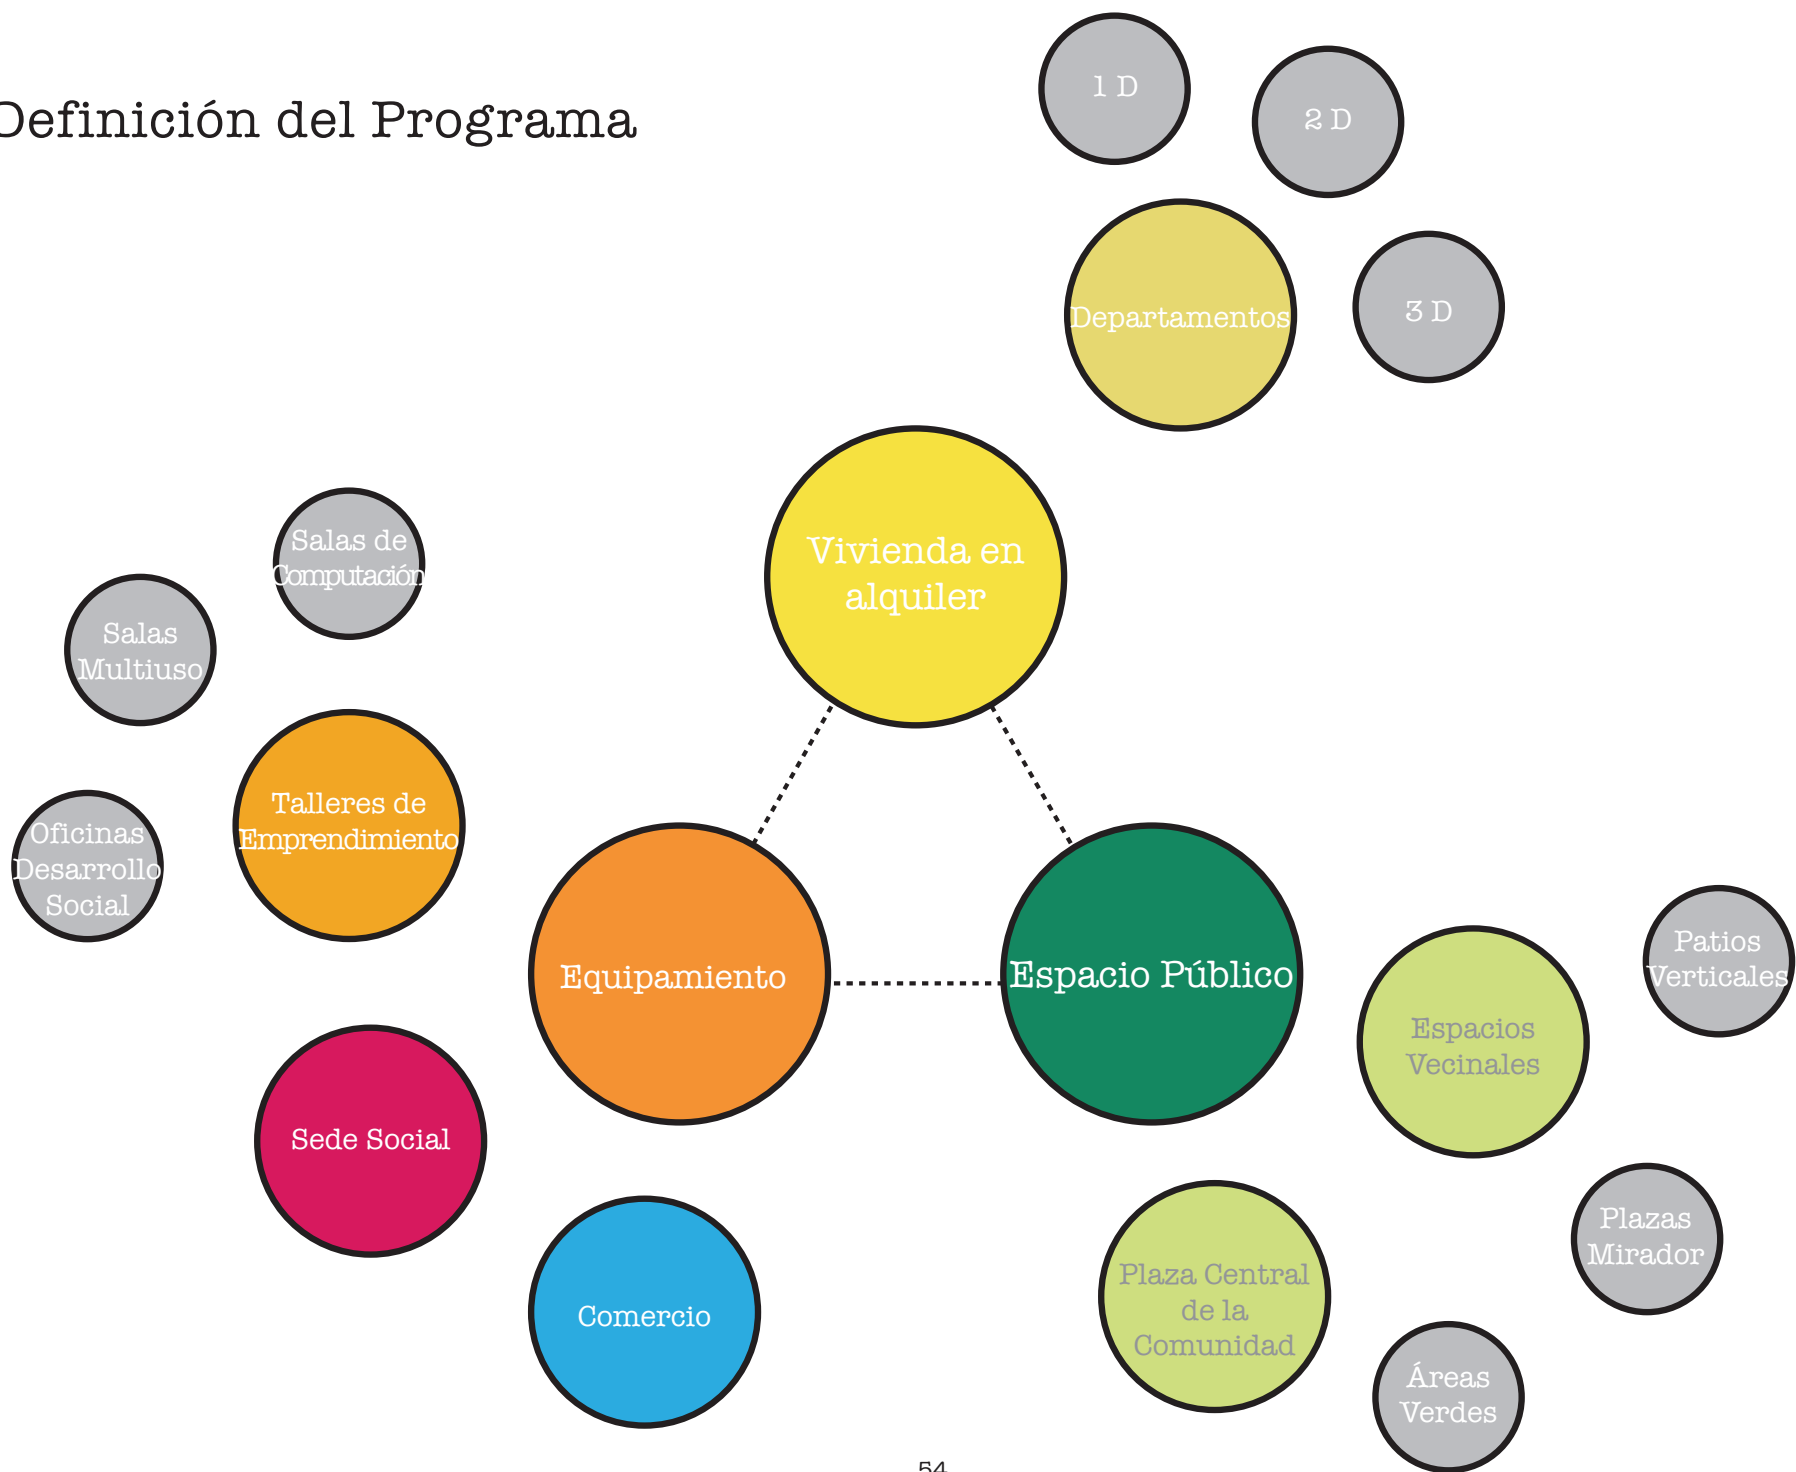 Definición del Programa
1 D
2 D
Departamentos
3 D
Vivienda en
alquiler
Salas de
Computación
Salas
Multiuso
Talleres de
Emprendimiento
Oficinas
Desarrollo
Social
Equipamiento
Espacio Público
Patios
Verticales
Espacios
Vecinales
Sede Social
Comercio
Plaza Central
de la
Comunidad
Plazas
Mirador
Áreas
Verdes
54